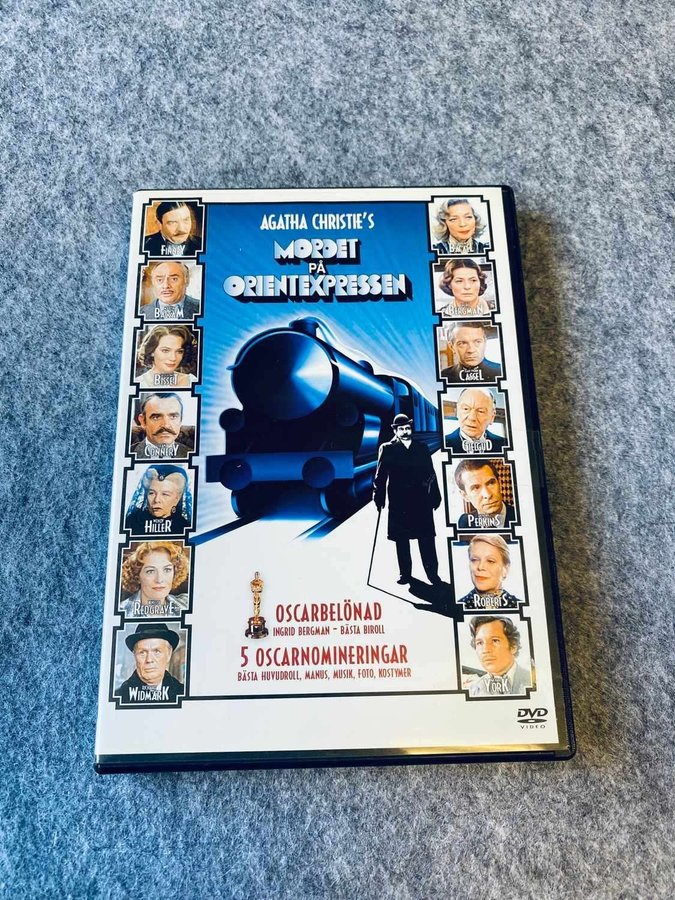 AGATHA CHRISTIE'S
MORDET
PÅ
ORIENTEXPRESSEN
FINNEY
BALSAM
BISSET
CONNERY
HILLER
REDGRAVE
WIDMARK
BACALL
BERGMAN
CASSEL
GIELGUD
PERKINS
ROBERTS
YORK
OSCARBELÖNAD
INGRID BERGMAN – BÄSTA BIROLL
5 OSCARNOMINERINGAR
BÄSTA HUVUDROLL, MANUS, MUSIK, FOTO, KOSTYMER
DVD
VIDEO